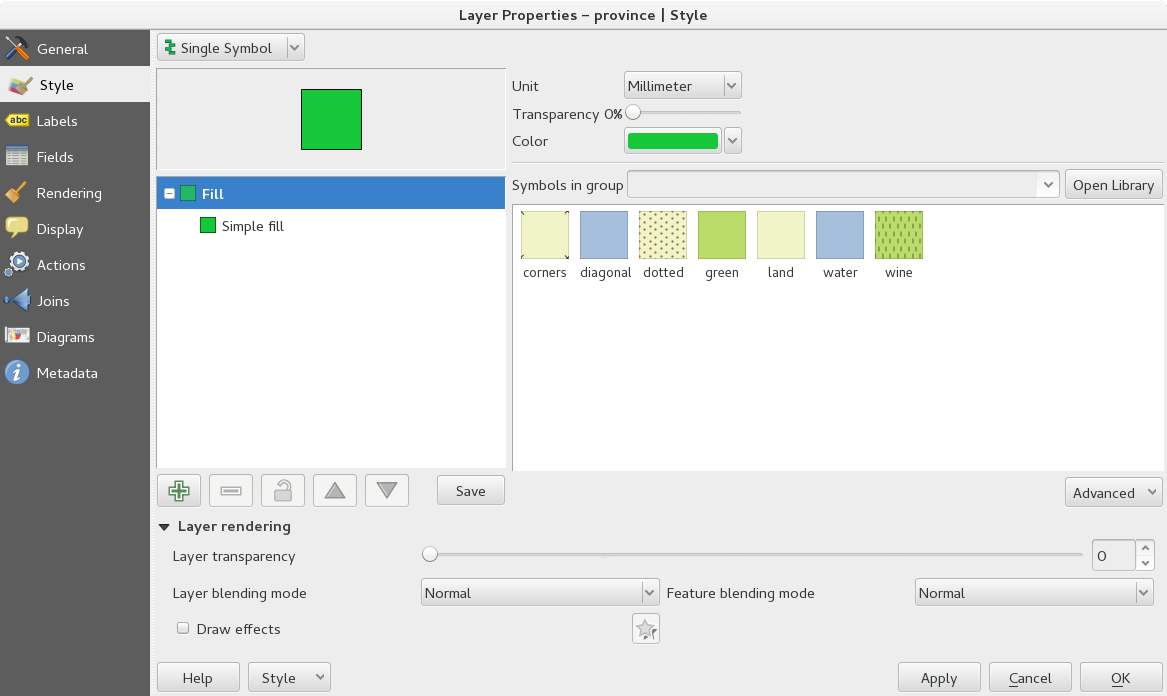 Layer Properties – province | Style
General
Style
Labels
Fields
Rendering
Display
Actions
Joins
Diagrams
Metadata
abc
Single Symbol
Unit
Millimeter
Transparency 0%
Color
Fill
Simple fill
Symbols in group
Open Library
corners diagonal dotted green land water wine
Save
Advanced
Layer rendering
Layer transparency
0
Layer blending mode
Normal
Feature blending mode
Normal
Draw effects
Help
Style
Apply
Cancel
OK